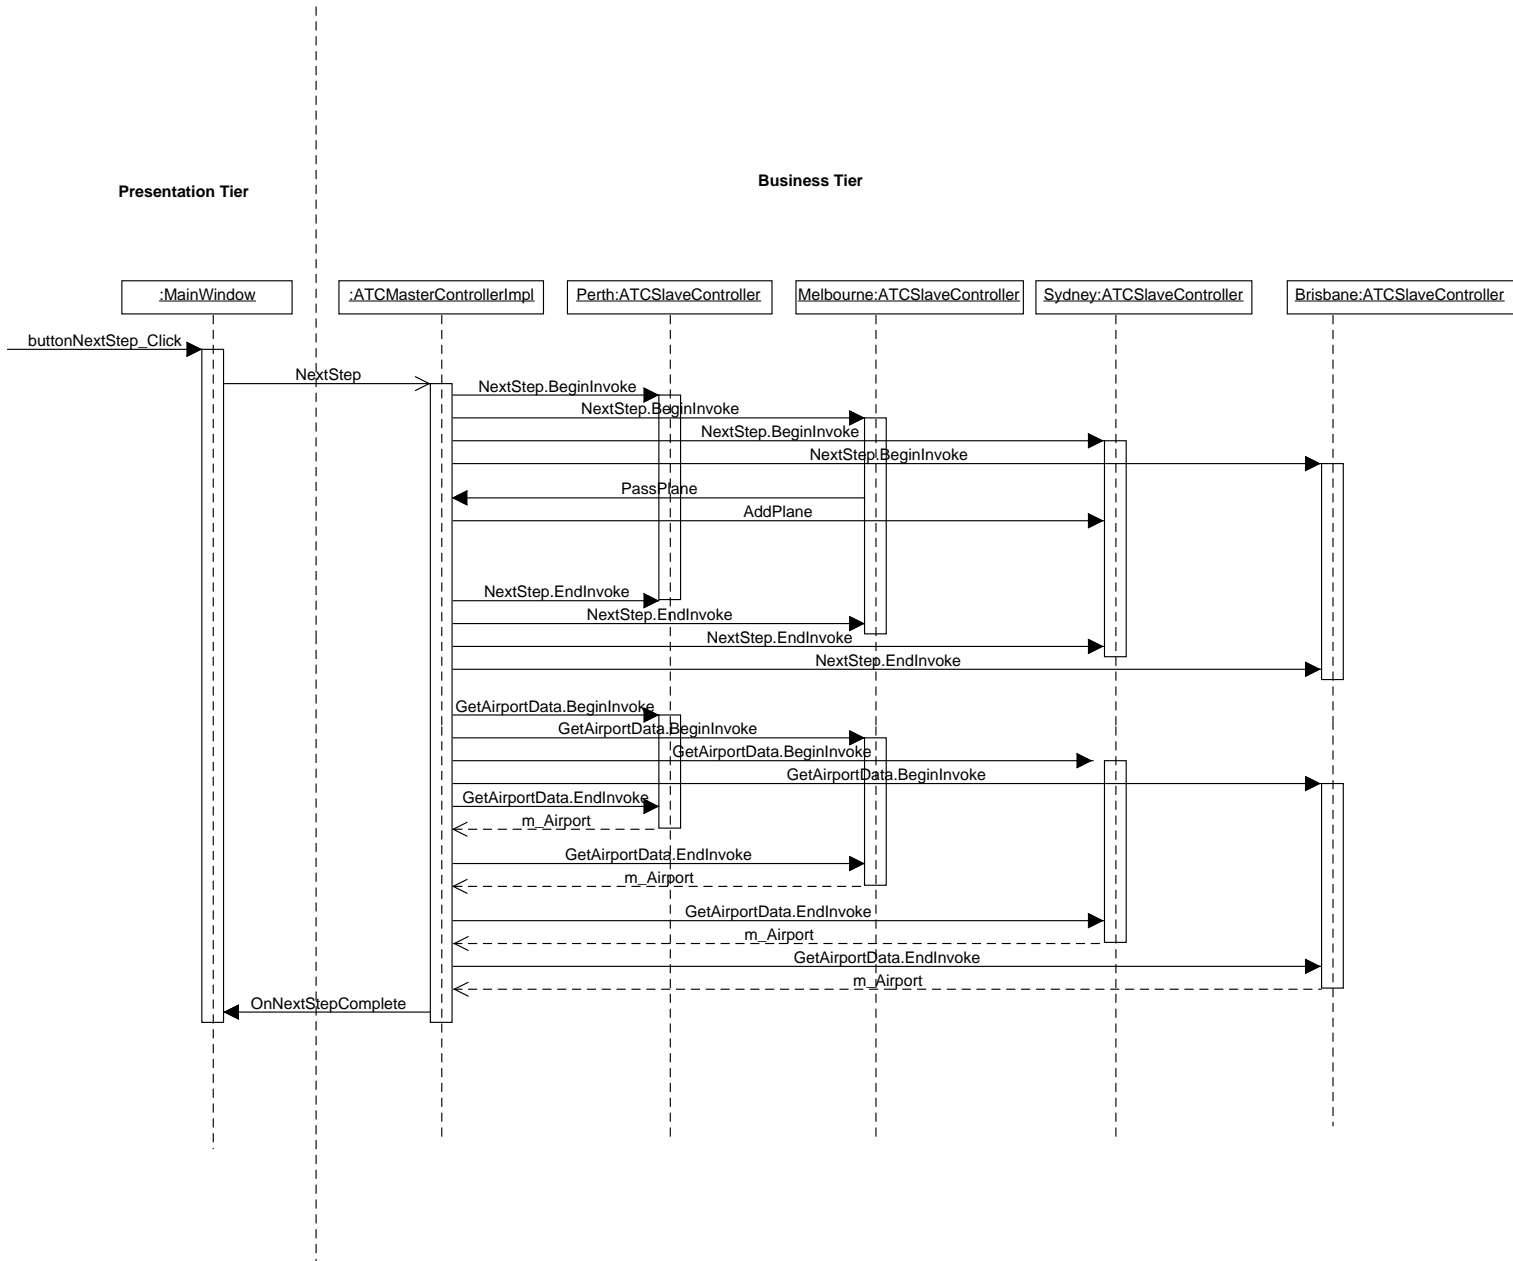 Presentation Tier
Business Tier
:MainWindow
:ATCMasterControllerImpl
Perth:ATCSlaveController
Melbourne:ATCSlaveController
Sydney:ATCSlaveController
Brisbane:ATCSlaveController
buttonNextStep_Click
NextStep
NextStep.BeginInvoke
NextStep.BeginInvoke
NextStep.BeginInvoke
NextStep.BeginInvoke
PassPlane
AddPlane
NextStep.EndInvoke
NextStep.EndInvoke
NextStep.EndInvoke
NextStep.EndInvoke
GetAirportData.BeginInvoke
GetAirportData.BeginInvoke
GetAirportData.BeginInvoke
GetAirportData.BeginInvoke
GetAirportData.EndInvoke
m_Airport
GetAirportData.EndInvoke
m_Airport
GetAirportData.EndInvoke
m_Airport
GetAirportData.EndInvoke
m_Airport
OnNextStepComplete